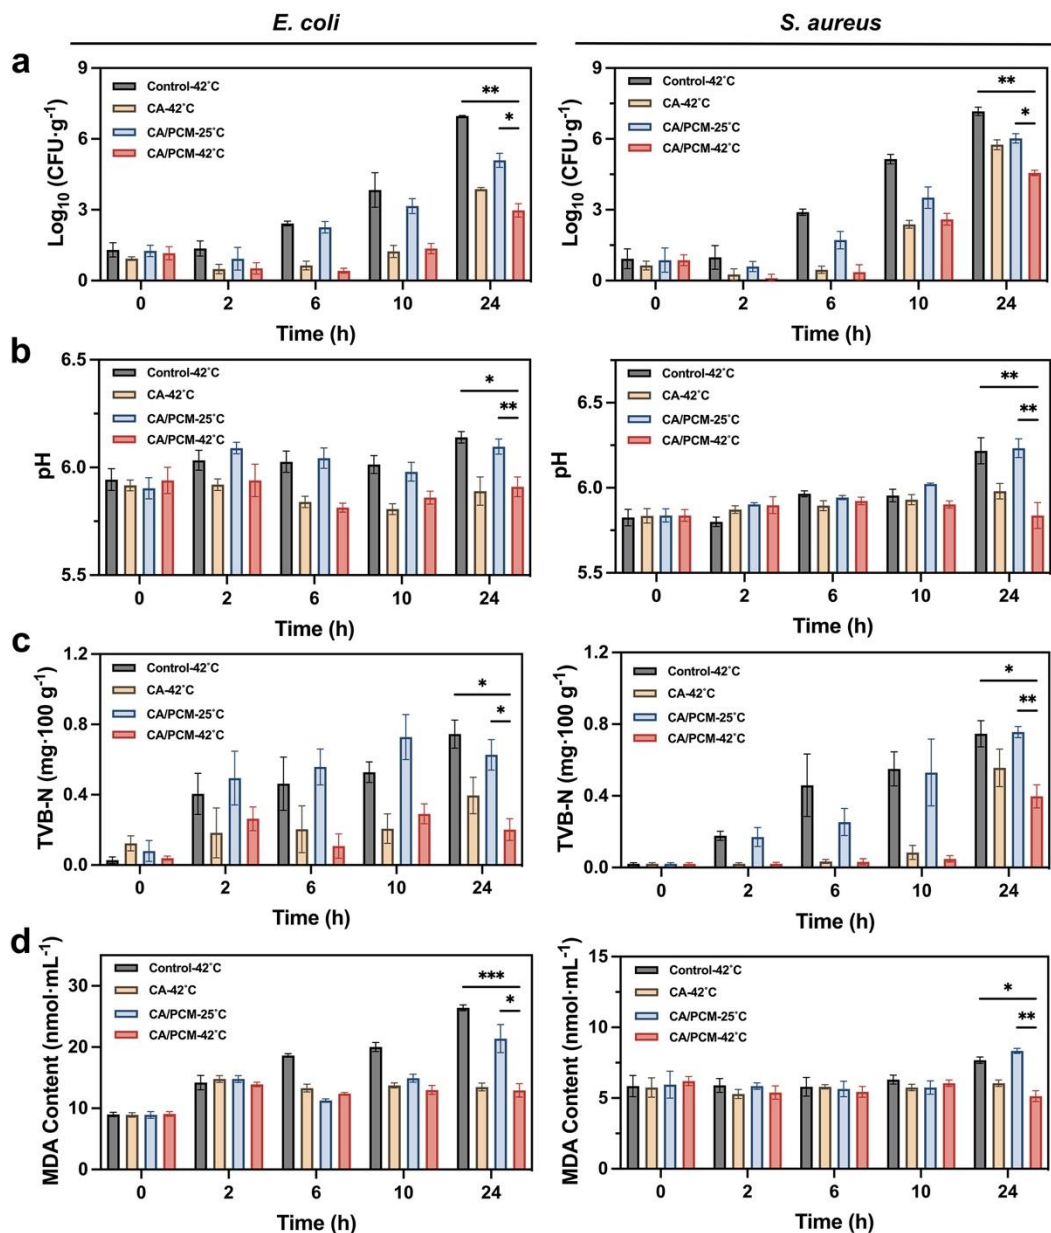 E. coli
S. aureus
a
Log10 (CFU·g-1)
9
6
3
0
Control-42°C
CA-42°C
CA/PCM-25°C
CA/PCM-42°C
**
*
0 2 6 10 24
Time (h)
Log10 (CFU·g-1)
9
6
3
0
Control-42°C
CA-42°C
CA/PCM-25°C
CA/PCM-42°C
**
*
0 2 6 10 24
Time (h)
b
pH
6.5
6.0
5.5
Control-42°C
CA-42°C
CA/PCM-25°C
CA/PCM-42°C
*
**
0 2 6 10 24
Time (h)
pH
6.5
6.0
5.5
Control-42°C
CA-42°C
CA/PCM-25°C
CA/PCM-42°C
**
**
0 2 6 10 24
Time (h)
c
TVB-N (mg·100 g-1)
1.2
0.8
0.4
0.0
Control-42°C
CA-42°C
CA/PCM-25°C
CA/PCM-42°C
*
*
0 2 6 10 24
Time (h)
TVB-N (mg·100 g-1)
1.2
0.8
0.4
0.0
Control-42°C
CA-42°C
CA/PCM-25°C
CA/PCM-42°C
*
**
0 2 6 10 24
Time (h)
d
MDA Content (nmol·mL-1)
30
20
10
0
Control-42°C
CA-42°C
CA/PCM-25°C
CA/PCM-42°C
***
*
0 2 6 10 24
Time (h)
MDA Content (nmol·mL-1)
15
10
5
0
Control-42°C
CA-42°C
CA/PCM-25°C
CA/PCM-42°C
*
**
0 2 6 10 24
Time (h)